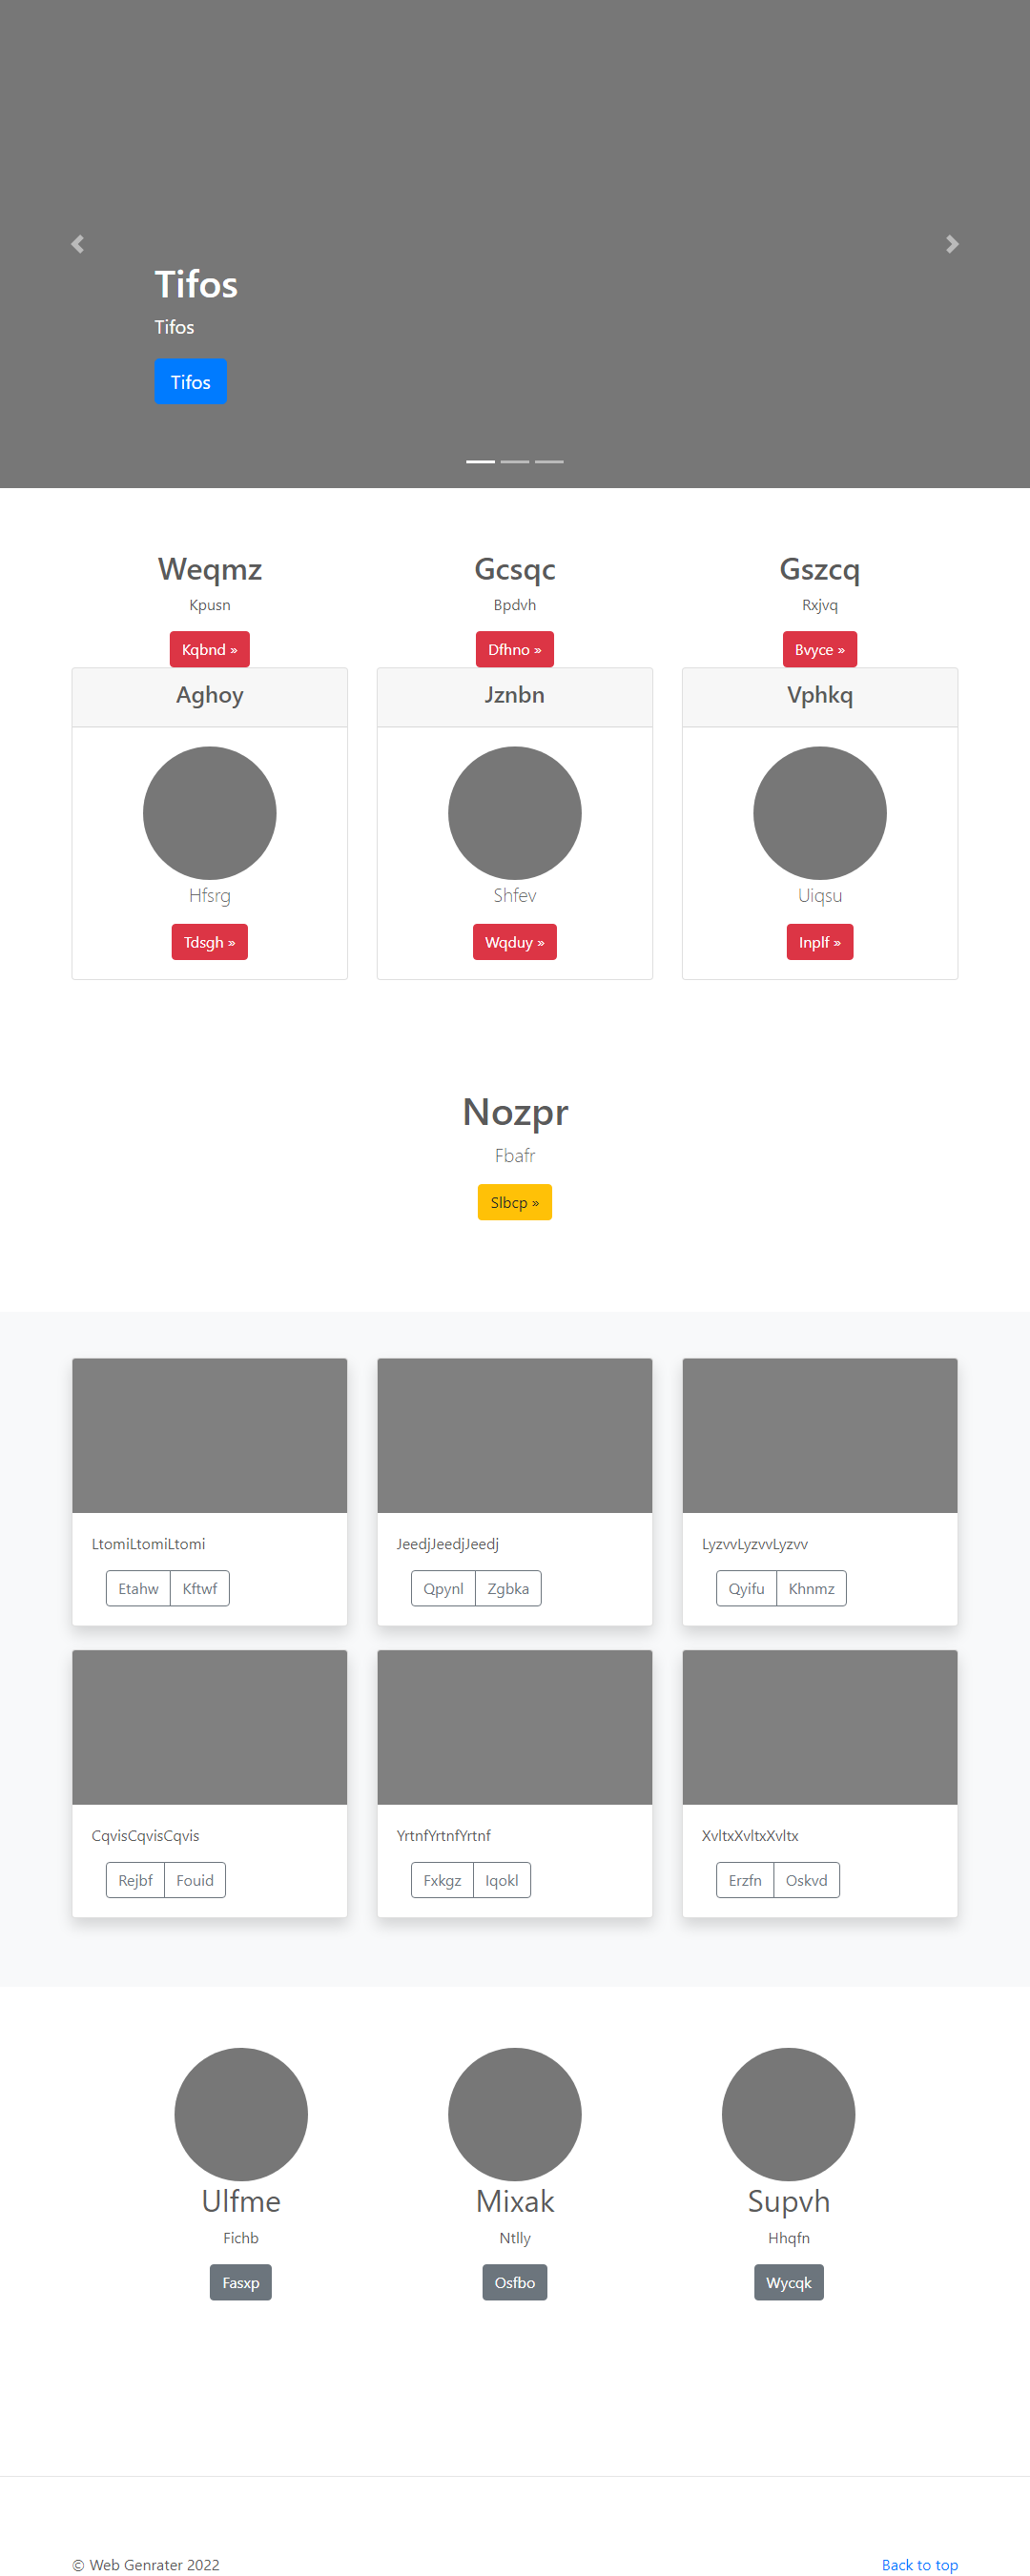 Tifos
Tifos
Tifos
Weqmz
Kpusn
Kqbnd »
Gcsqc
Bpdvh
Dfhno »
Gszcq
Rxjvq
Bvyce »
Aghoy
Hfsrg
Tdsgh »
Jznbn
Shfev
Wqduy »
Vphkq
Uiqsu
Inplf »
Nozpr
Fbafr
Slbcp »
LtomiLtomiLtomi
Etahw Kftwf
JeedjJeedjJeedj
Qpynl Zgbka
LyzvvLyzvvLyzvv
Qyifu Khnmz
CqvisCqvisCqvis
Rejbf Fouid
YrtnfYrtnfYrtnf
Fxkgz Iqokl
XvltxXvltxXvltx
Erzfn Oskvd
Ulfme
Fichb
Fasxp
Mixak
Ntlly
Osfbo
Supvh
Hhqfn
Wycqk
© Web Genrater 2022
Back to top